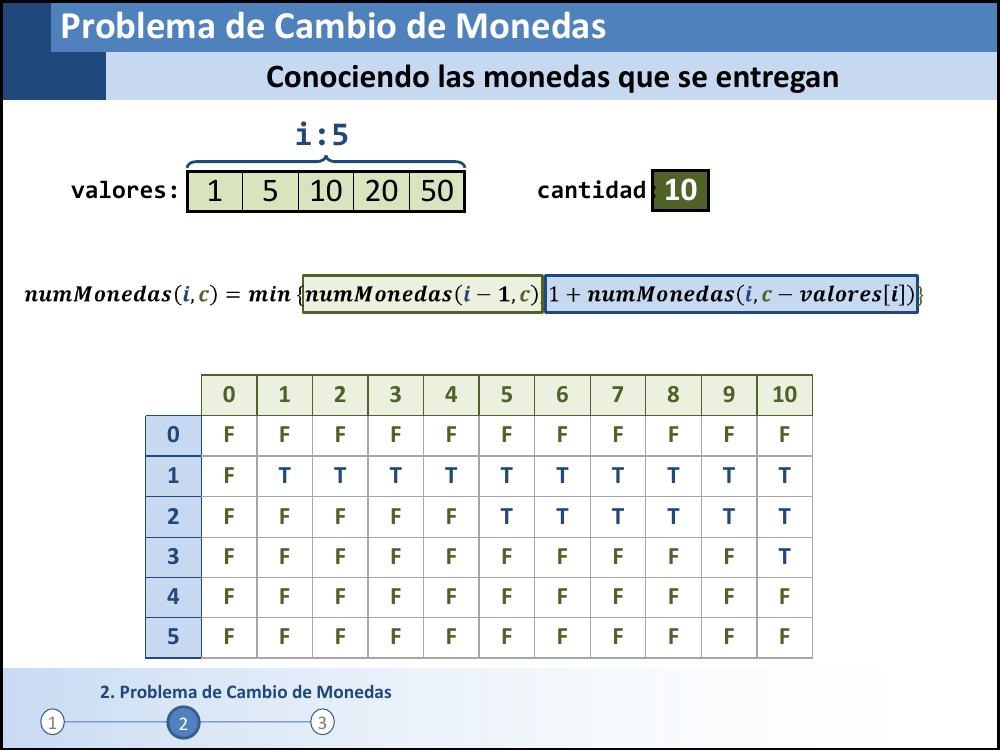 Problema de Cambio de Monedas
Conociendo las monedas que se entregan
i:5
valores: 1 5 10 20 50 cantidad: 10
numMonedas(i,c) = min {numMonedas(i − 1,c), 1 + numMonedas(i,c − valores[i])}
0 1 2 3 4 5 6 7 8 9 10
0 F F F F F F F F F F F
1 F T T T T T T T T T T
2 F F F F F T T T T T T
3 F F F F F F F F F F T
4 F F F F F F F F F F F
5 F F F F F F F F F F F
2. Problema de Cambio de Monedas
1 2 3